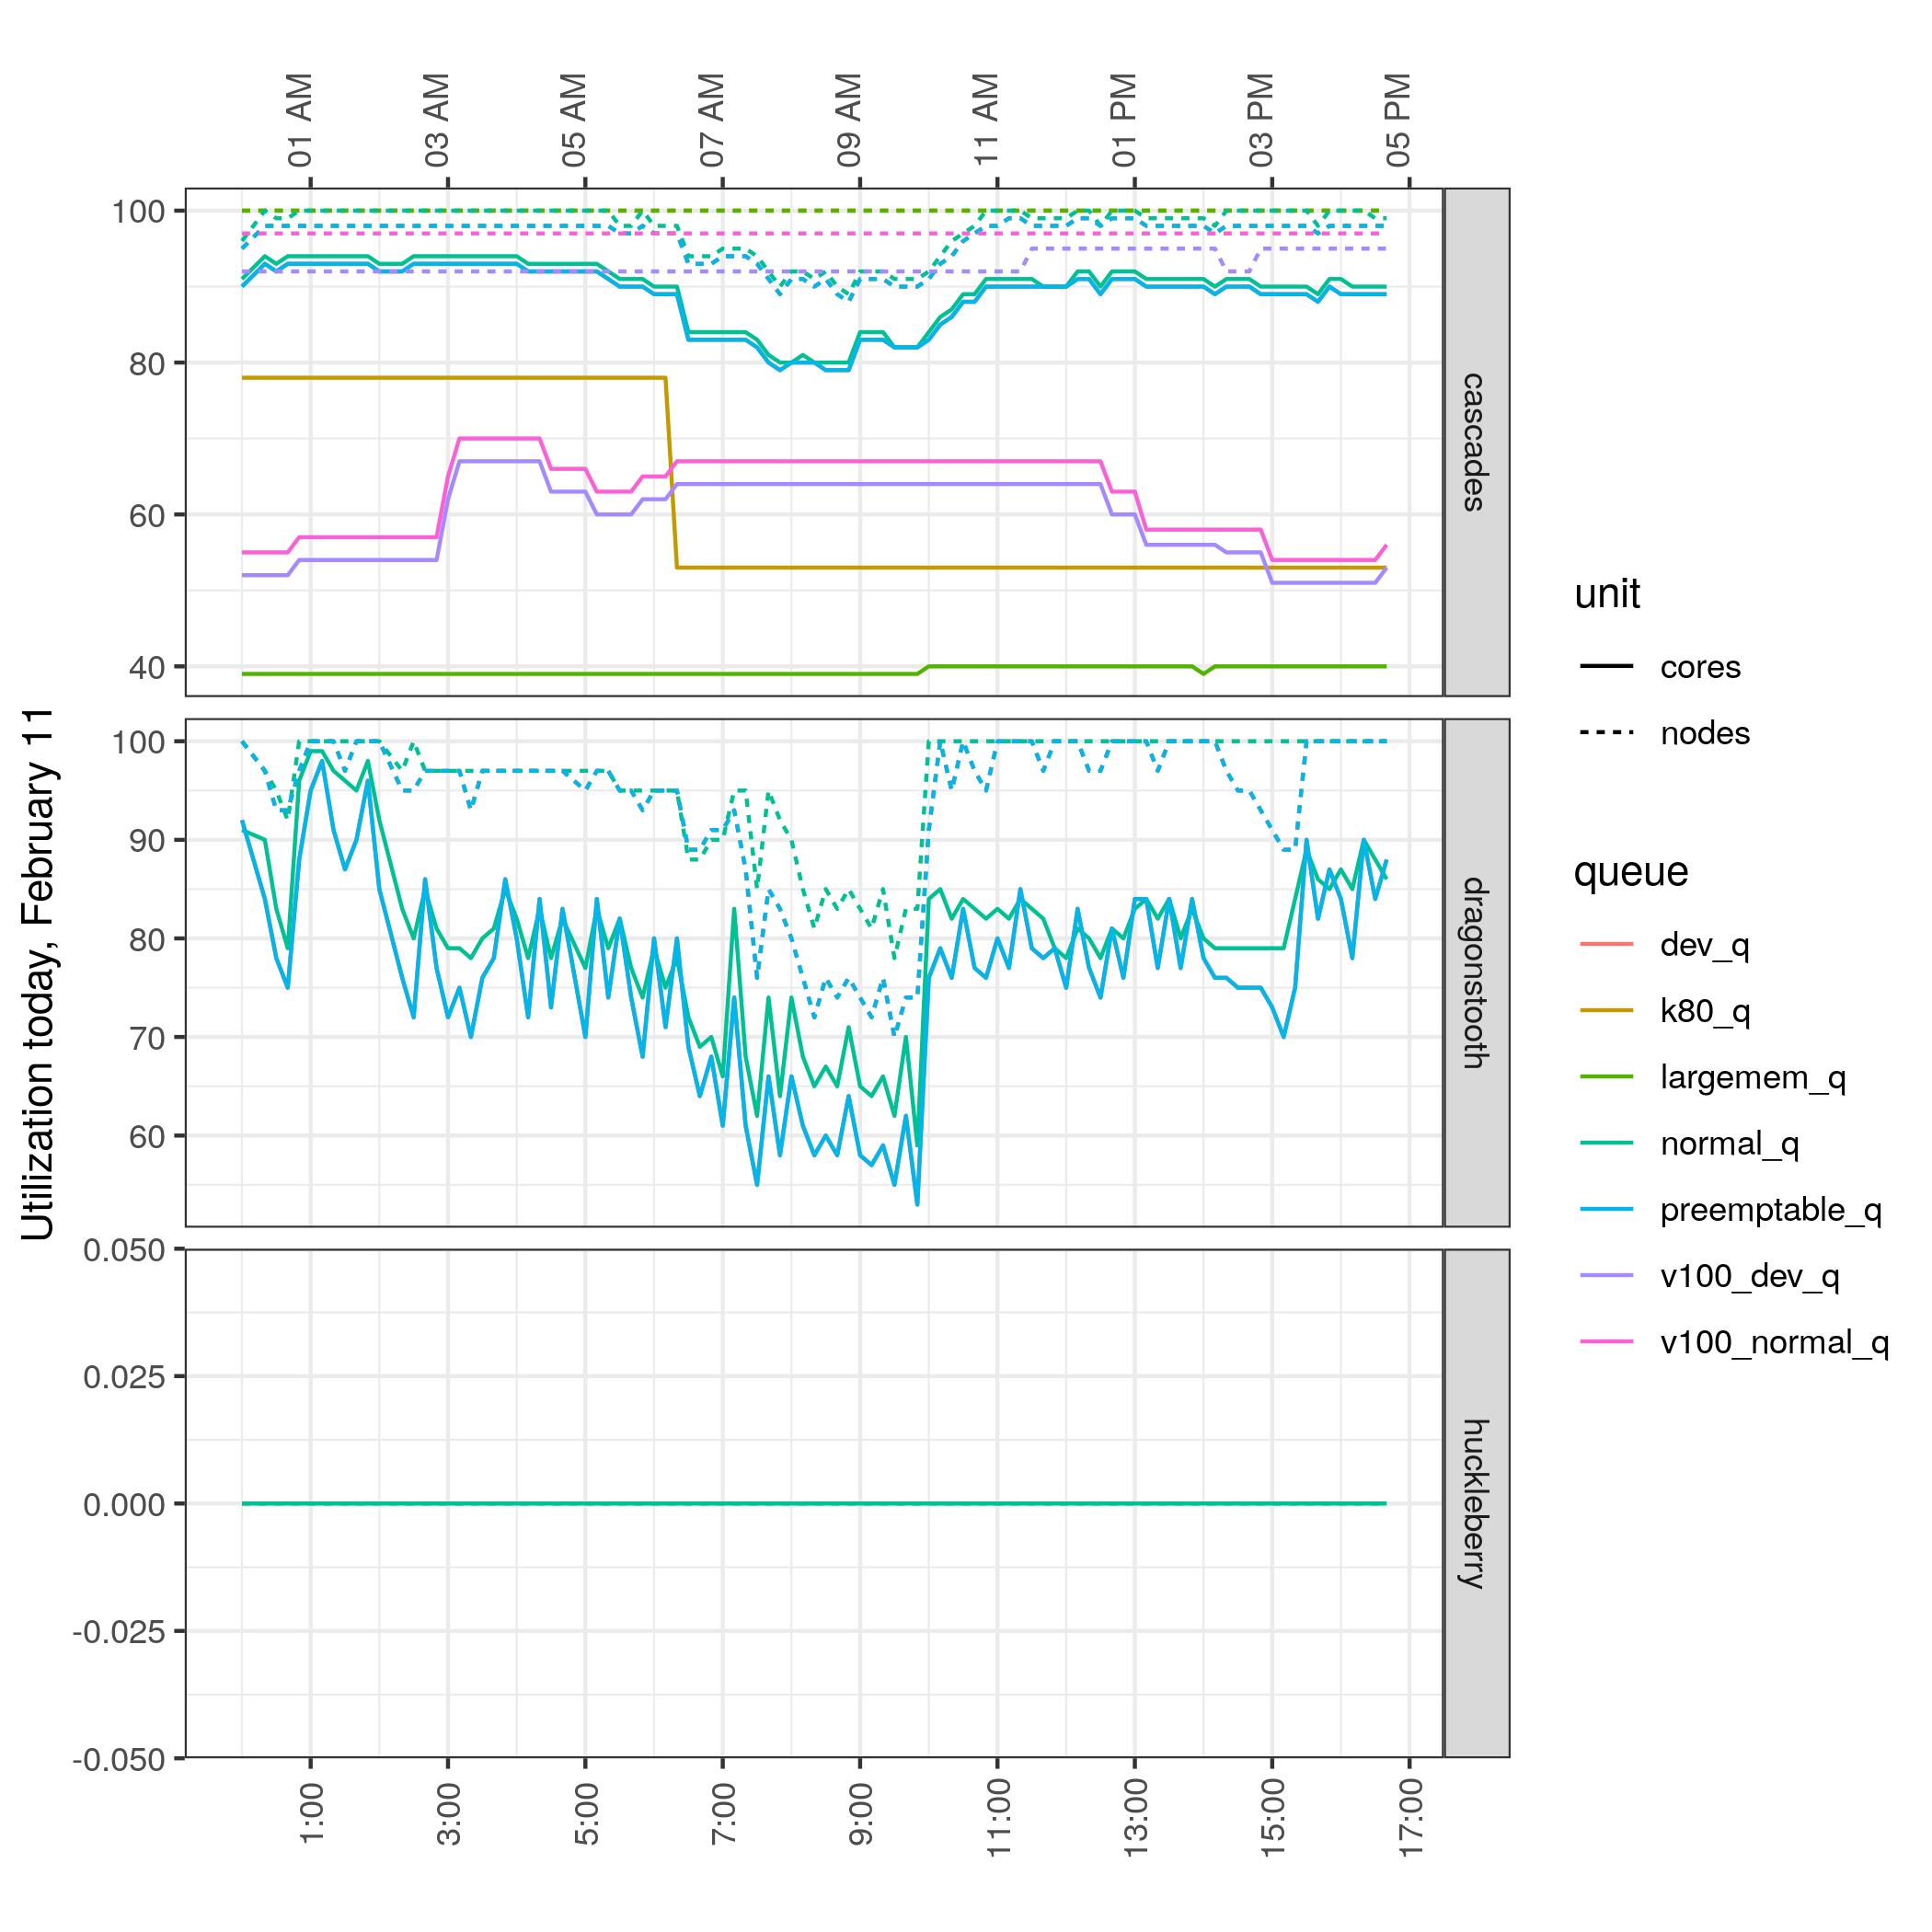 01 AM
03 AM
05 AM
07 AM
09 AM
11 AM
01 PM
03 PM
05 PM
Utilization today, February 11
100
80
60
40
cascades
100
90
80
70
60
dragonstooth
0.050
0.025
0.000
-0.025
-0.050
huckleberry
1:00
3:00
5:00
7:00
9:00
11:00
13:00
15:00
17:00
unit
cores
nodes
queue
dev_q
k80_q
largemem_q
normal_q
preemptable_q
v100_dev_q
v100_normal_q